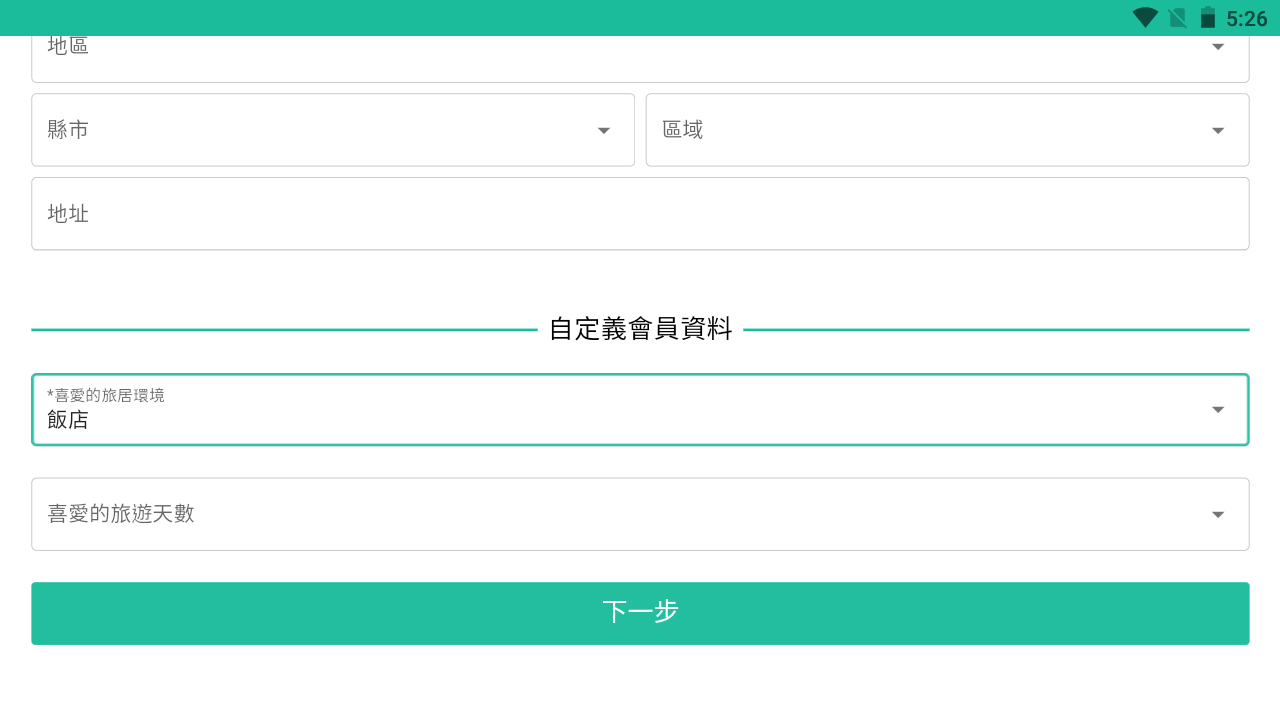 5:26
地區
縣市
區域
地址
自定義會員資料
*喜愛的旅居環境
飯店
喜愛的旅遊天數
下一步